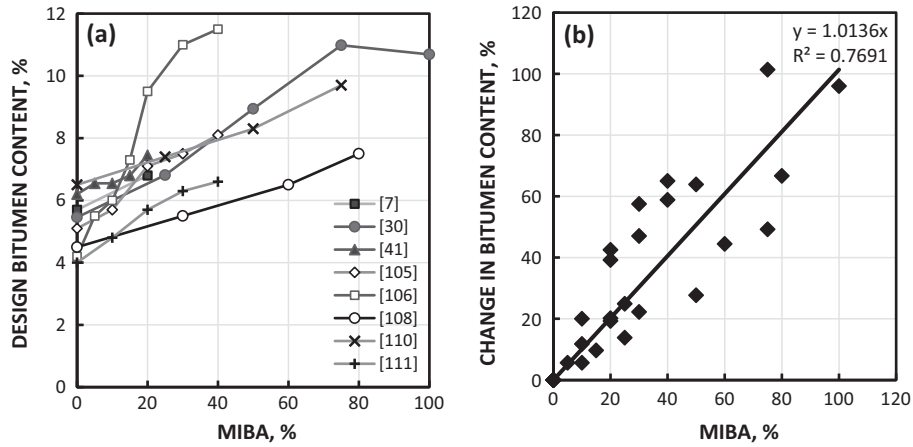 (a)
DESIGN BITUMEN CONTENT, %
12
10
8
6
4
2
0
0 20 40 60 80 100
MIBA, %
[7]
[30]
[41]
[105]
[106]
[108]
[110]
[111]
(b)
y = 1.0136x
R² = 0.7691
CHANGE IN BITUMEN CONTENT, %
120
100
80
60
40
20
0
0 20 40 60 80 100 120
MIBA, %